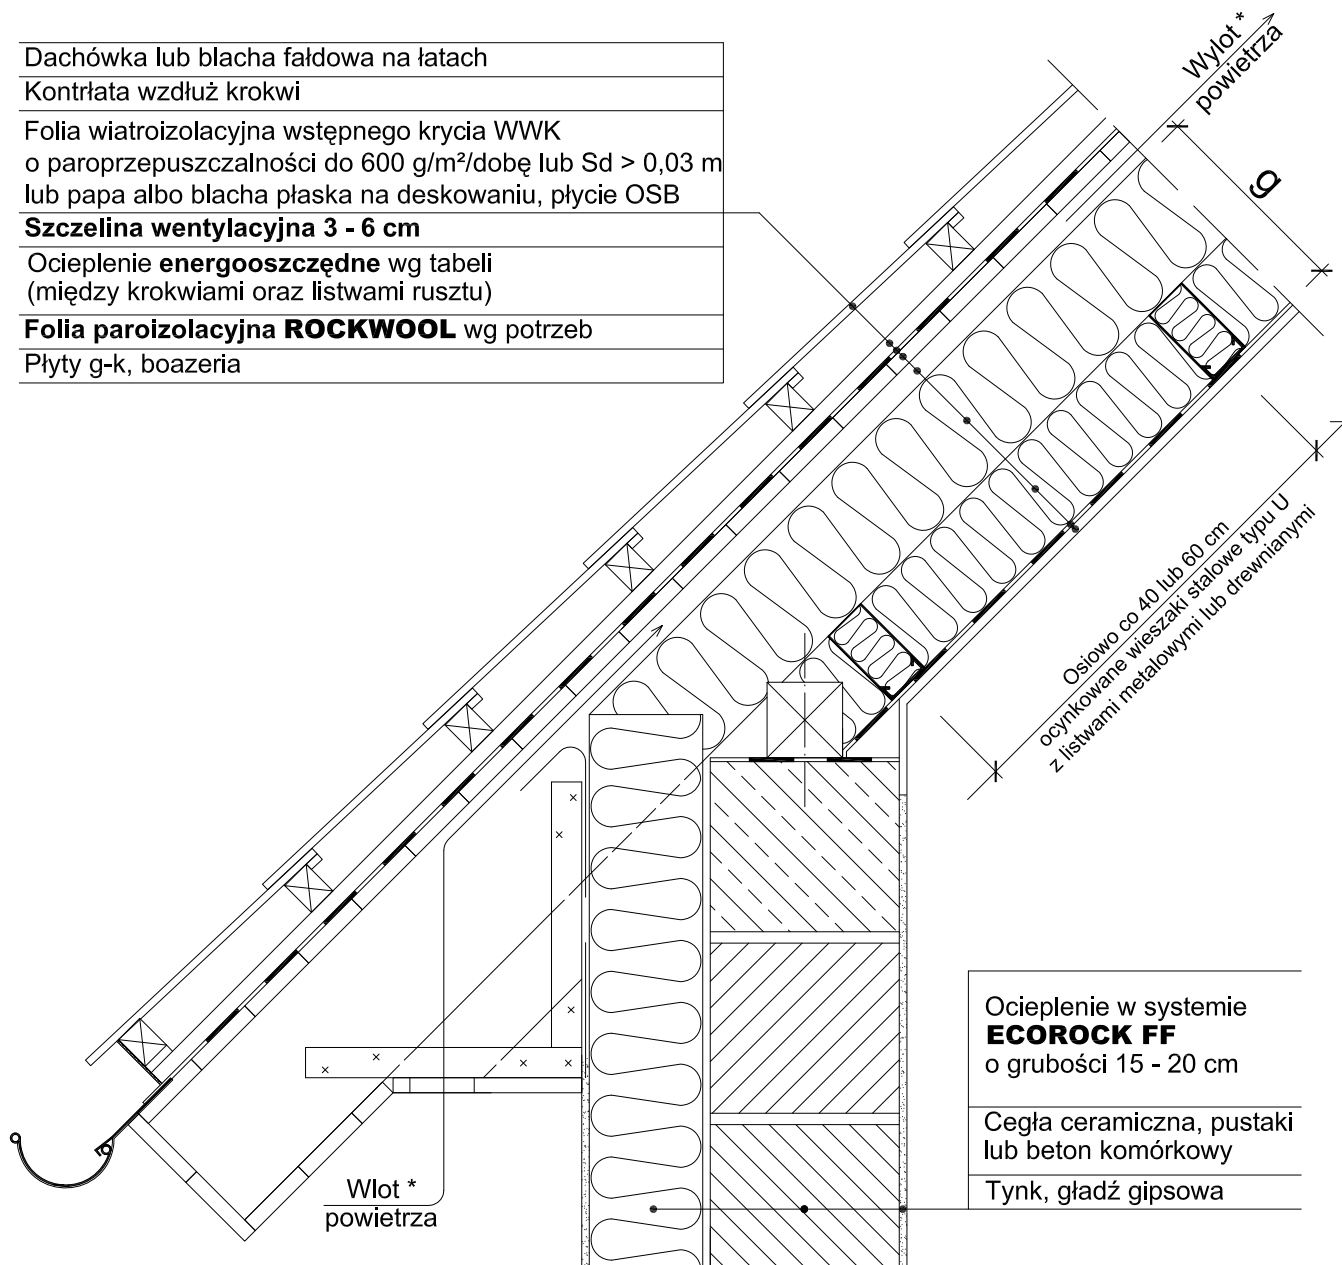 Dachówka lub blacha fałdowa na łatach
Kontrłata wzdłuż krokwi
Folia wiatroizolacyjna wstępnego krycia WWK
o paroprzepuszczalności do 600 g/m²/dobę lub Sd > 0,03 m
lub papa albo blacha płaska na deskowaniu, płycie OSB
Szczelina wentylacyjna 3 - 6 cm
Ocieplenie energooszczędne wg tabeli
(między krokwiami oraz listwami rusztu)
Folia paroizolacyjna ROCKWOOL wg potrzeb
Płyty g-k, boazeria
Wylot *
powietrza
g
Osiowo co 40 lub 60 cm
ocynkowane wieszaki stalowe typu U
z listwami metalowymi lub drewnianymi
Ocieplenie w systemie
ECOROCK FF
o grubości 15 - 20 cm
Cegła ceramiczna, pustaki
lub beton komórkowy
Tynk, gładź gipsowa
Wlot *
powietrza